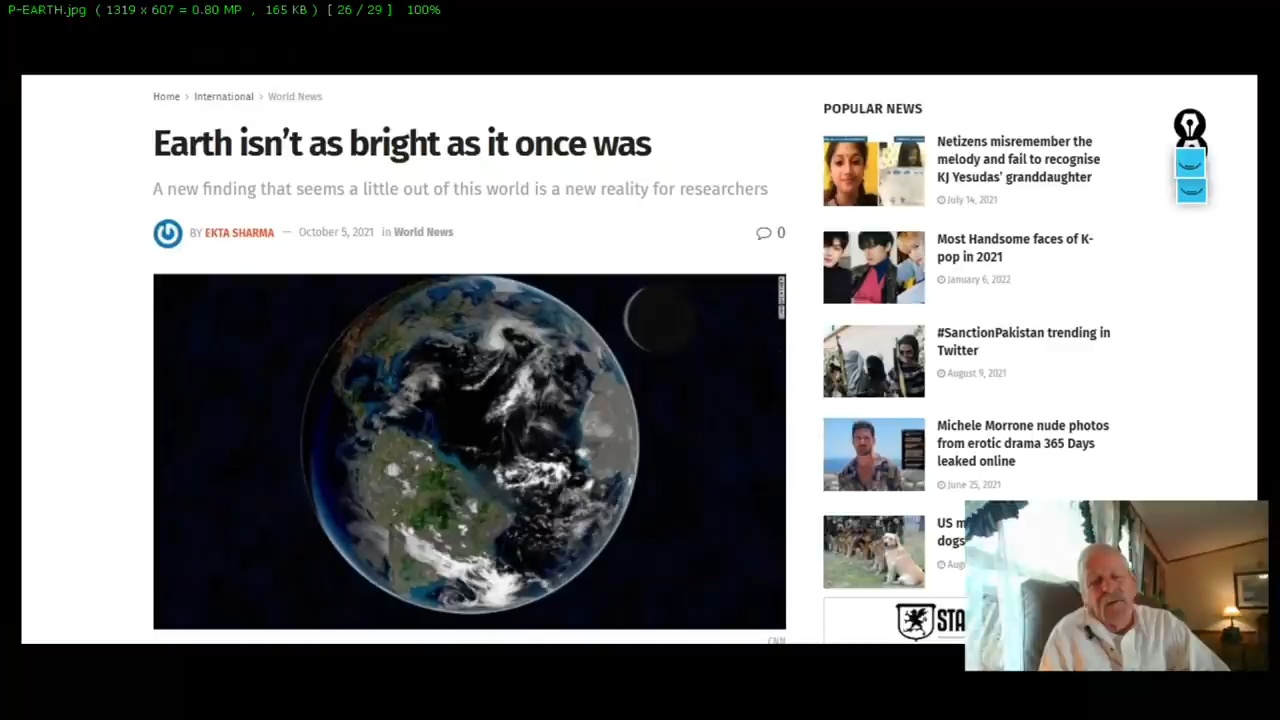 P-EARTH.jpg ( 1319 x 607 = 0.80 MP , 165 KB ) [ 26 / 29 ] 100%
Home > International > World News
Earth isn't as bright as it once was
A new finding that seems a little out of this world is a new reality for researchers
BY EKTA SHARMA — October 5, 2021 in World News
0
CNN
POPULAR NEWS
Netizens misremember the
melody and fail to recognise
KJ Yesudas' granddaughter
July 14, 2021
Most Handsome faces of K-
pop in 2021
January 6, 2022
#SanctionPakistan trending in
Twitter
August 9, 2021
Michele Morrone nude photos
from erotic drama 365 Days
leaked online
June 25, 2021
US
dogs
STA